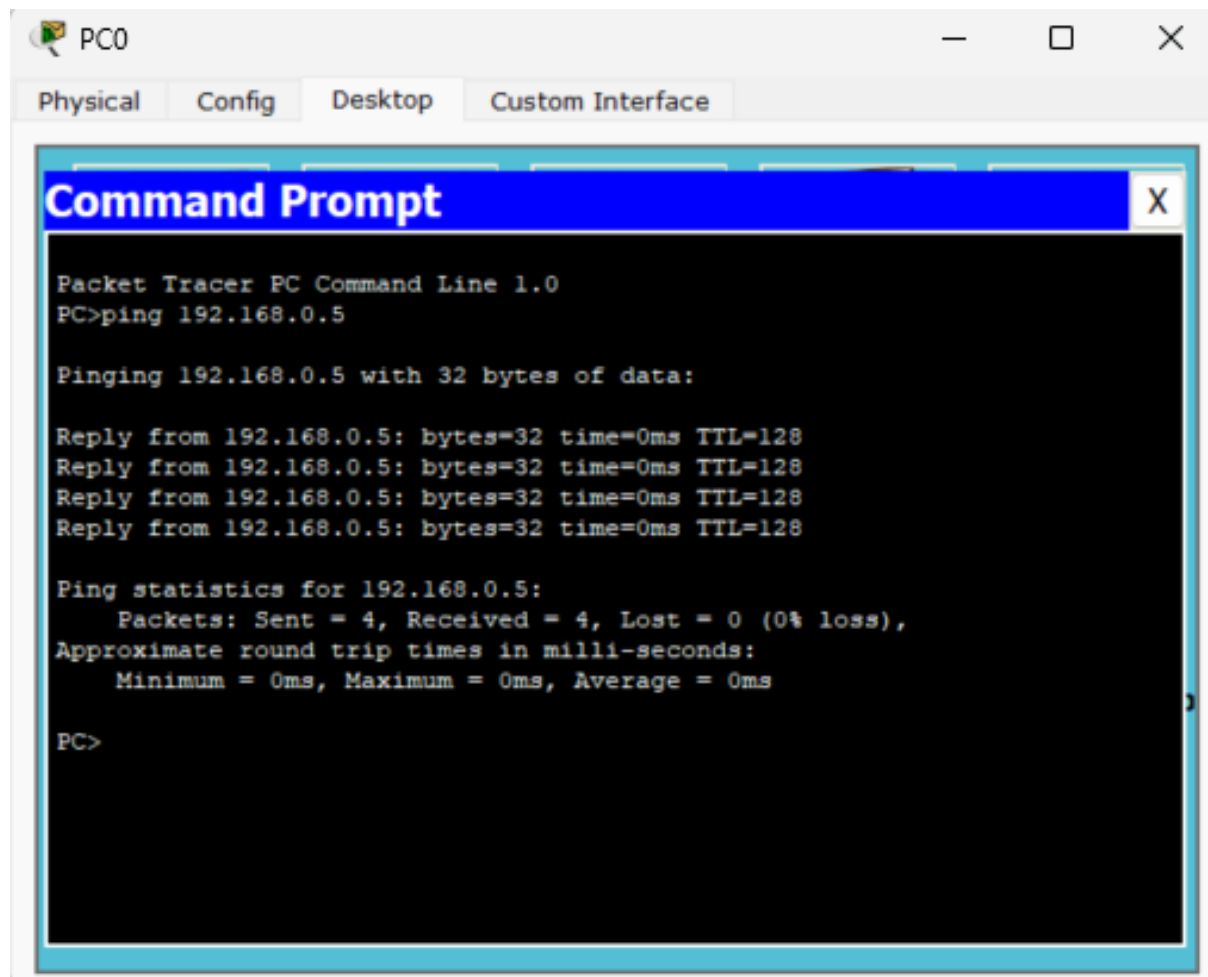 PC0
Physical Config Desktop Custom Interface
Command Prompt X
Packet Tracer PC Command Line 1.0
PC>ping 192.168.0.5
Pinging 192.168.0.5 with 32 bytes of data:
Reply from 192.168.0.5: bytes=32 time=0ms TTL=128
Reply from 192.168.0.5: bytes=32 time=0ms TTL=128
Reply from 192.168.0.5: bytes=32 time=0ms TTL=128
Reply from 192.168.0.5: bytes=32 time=0ms TTL=128
Ping statistics for 192.168.0.5:
Packets: Sent = 4, Received = 4, Lost = 0 (0% loss),
Approximate round trip times in milli-seconds:
Minimum = 0ms, Maximum = 0ms, Average = 0ms
PC>